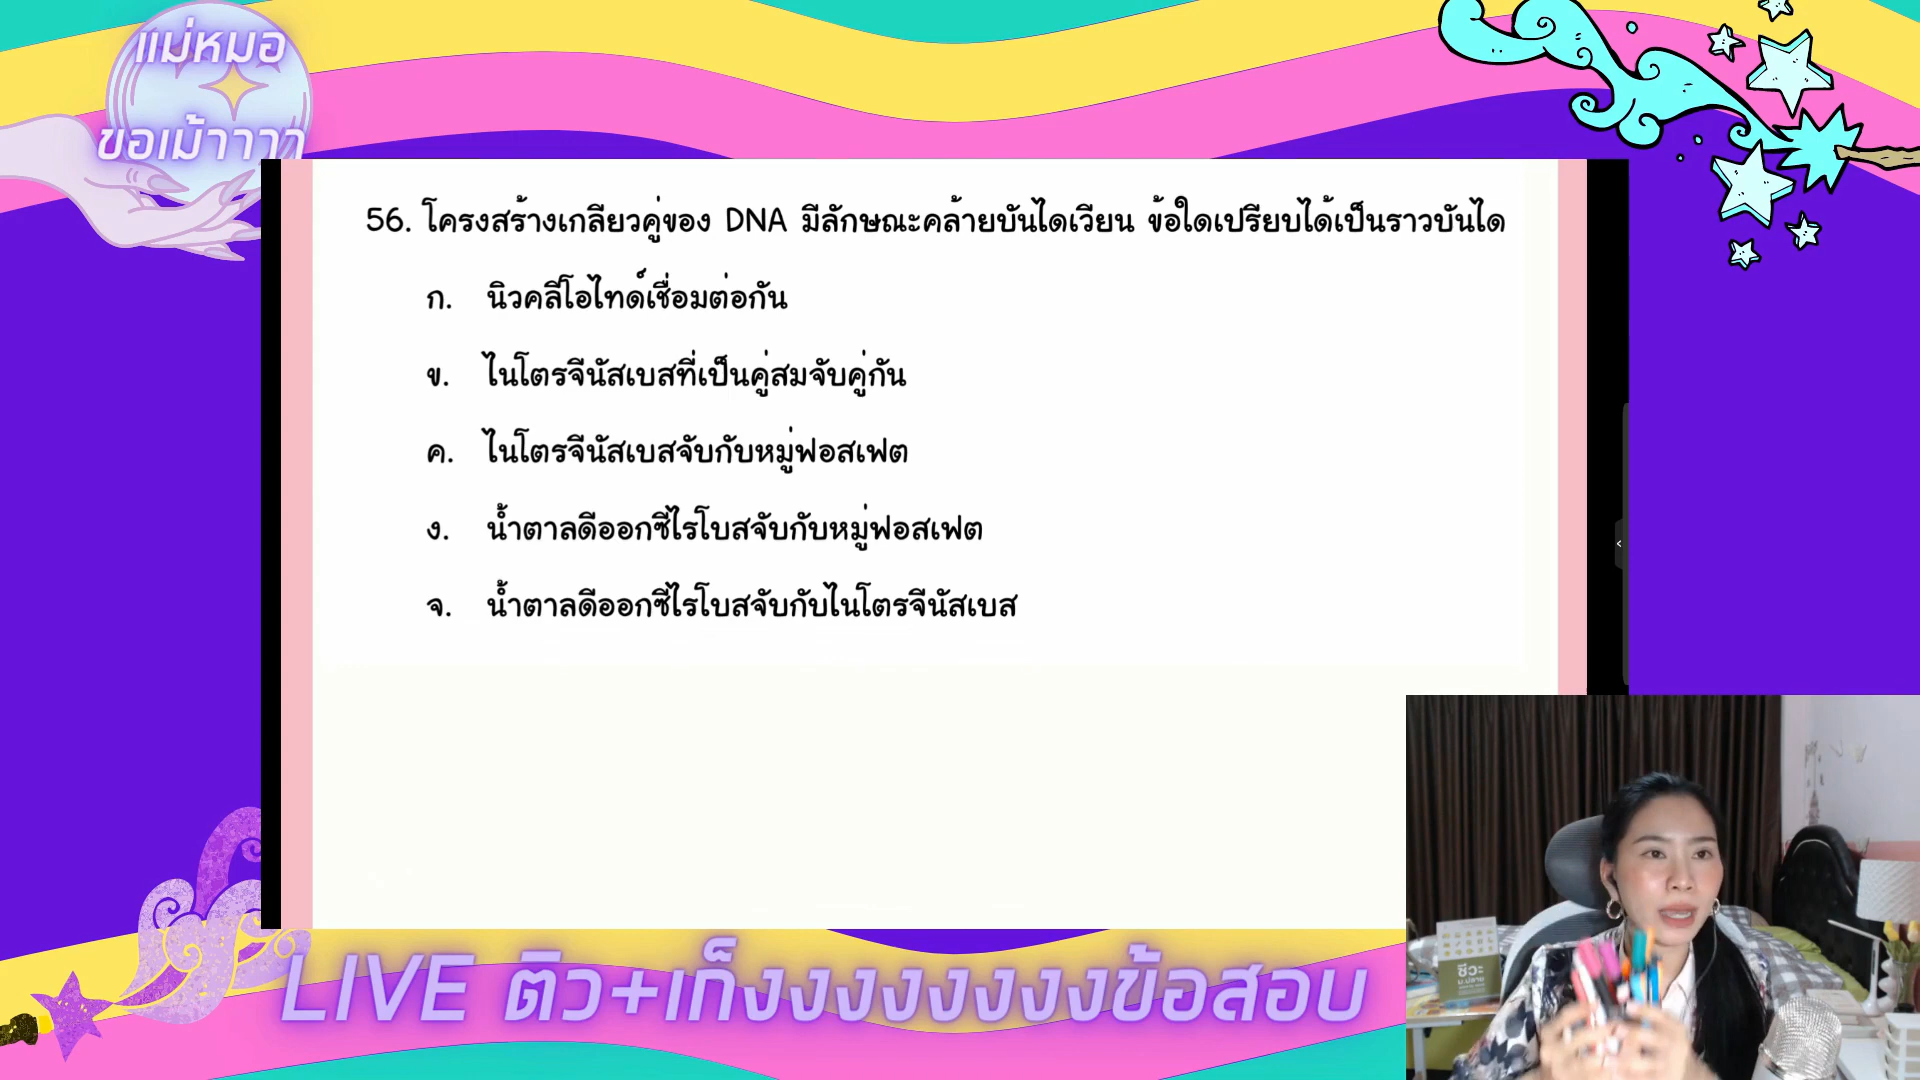 แม่หมอ
ขอเม้าาาา
56. โครงสร้างเกลียวคู่ของ DNA มีลักษณะคล้ายบันไดเวียน ข้อใดเปรียบได้เป็นราวบันได
ก. นิวคลีโอไทด์เชื่อมต่อกัน
ข. ไนโตรจีนัสเบสที่เป็นคู่สมจับคู่กัน
ค. ไนโตรจีนัสเบสจับกับหมู่ฟอสเฟต
ง. น้ำตาลดีออกซีไรโบสจับกับหมู่ฟอสเฟต
จ. น้ำตาลดีออกซีไรโบสจับกับไนโตรจีนัสเบส
ชีวะ
ม.ปลาย
LIVE ติว+เก็งงงงงงงงข้อสอบ